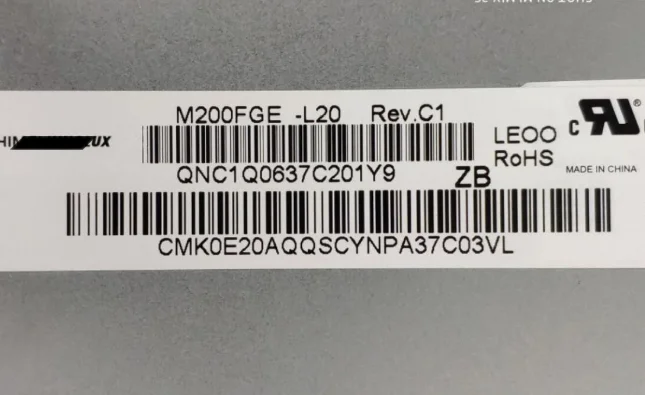 M200FGE -L20 Rev.C1
LEOO
RoHS
MADE IN CHINA
QNC1Q0637C201Y9
ZB
CMK0E20AQQSCYNPA37C03VL